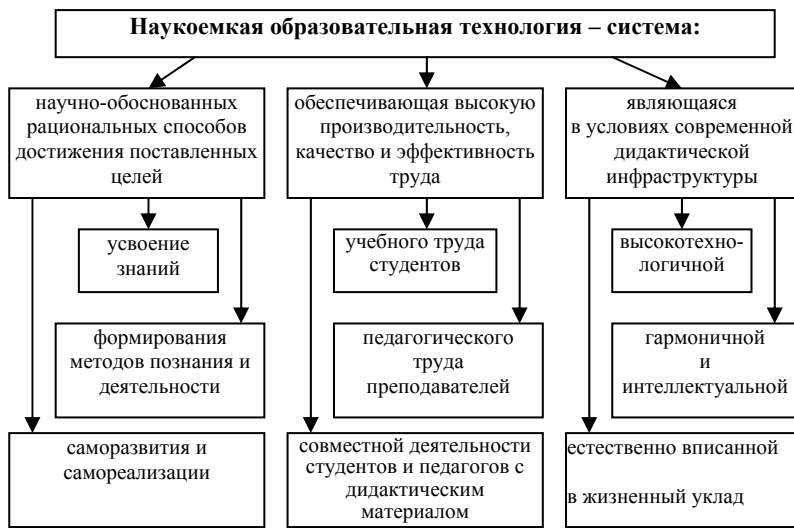 Наукоемкая образовательная технология – система:
научно-обоснованных
рациональных способов
достижения поставленных
целей
обеспечивающая высокую
производительность,
качество и эффективность
труда
являющаяся
в условиях современной
дидактической
инфраструктуры
усвоение
знаний
учебного труда
студентов
высокотехно-
логичной
формирования
методов познания и
деятельности
педагогического
труда
преподавателей
гармоничной
и
интеллектуальной
саморазвития и
самореализации
совместной деятельности
студентов и педагогов с
дидактическим
материалом
естественно вписанной
в жизненный уклад